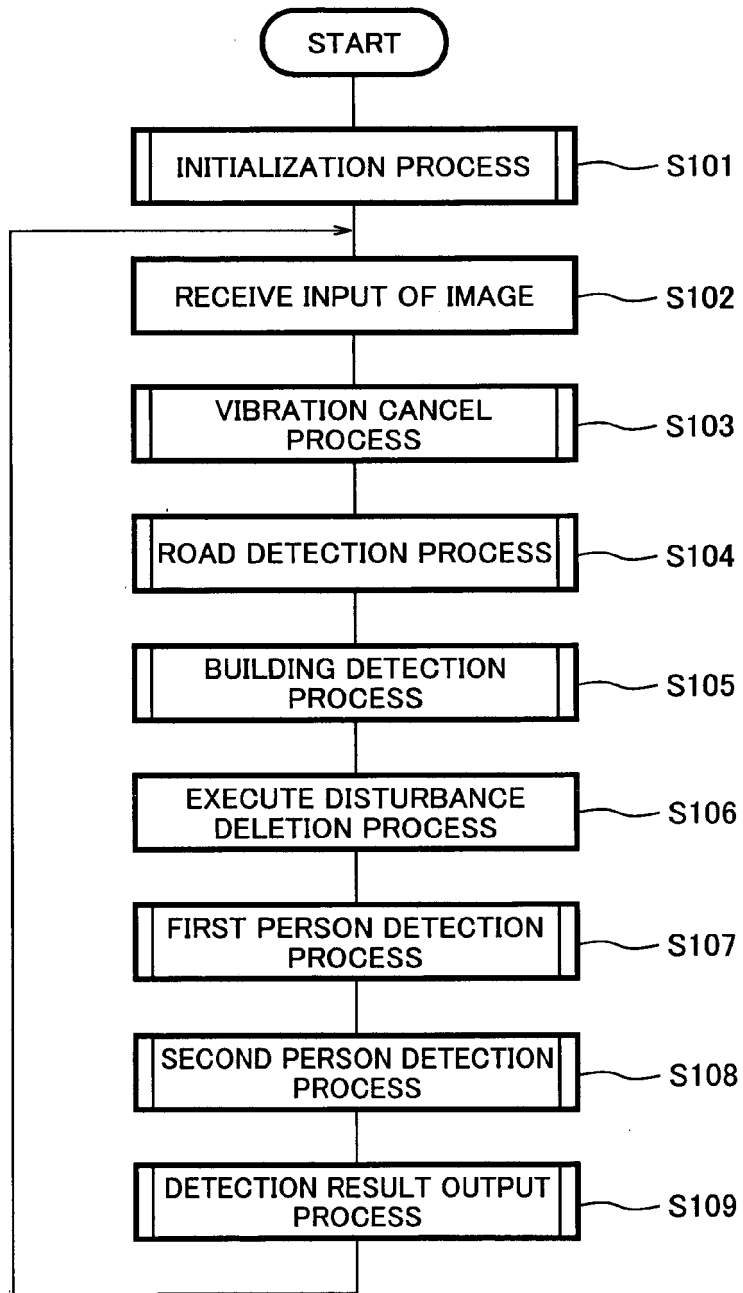 START
INITIALIZATION PROCESS
S101
RECEIVE INPUT OF IMAGE
S102
VIBRATION CANCEL
PROCESS
S103
ROAD DETECTION PROCESS
S104
BUILDING DETECTION
PROCESS
S105
EXECUTE DISTURBANCE
DELETION PROCESS
S106
FIRST PERSON DETECTION
PROCESS
S107
SECOND PERSON DETECTION
PROCESS
S108
DETECTION RESULT OUTPUT
PROCESS
S109